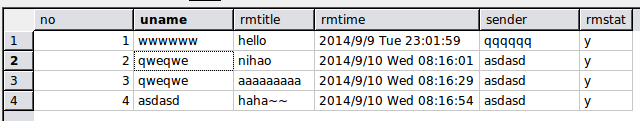 no uname rmtitle rmtime sender rmstat
1 1 wwwwww hello 2014/9/9 Tue 23:01:59 qqqqqq y
2 2 qweqwe nihao 2014/9/10 Wed 08:16:01 asdasd y
3 3 qweqwe aaaaaaaaa 2014/9/10 Wed 08:16:29 asdasd y
4 4 asdasd haha~~ 2014/9/10 Wed 08:16:54 asdasd y